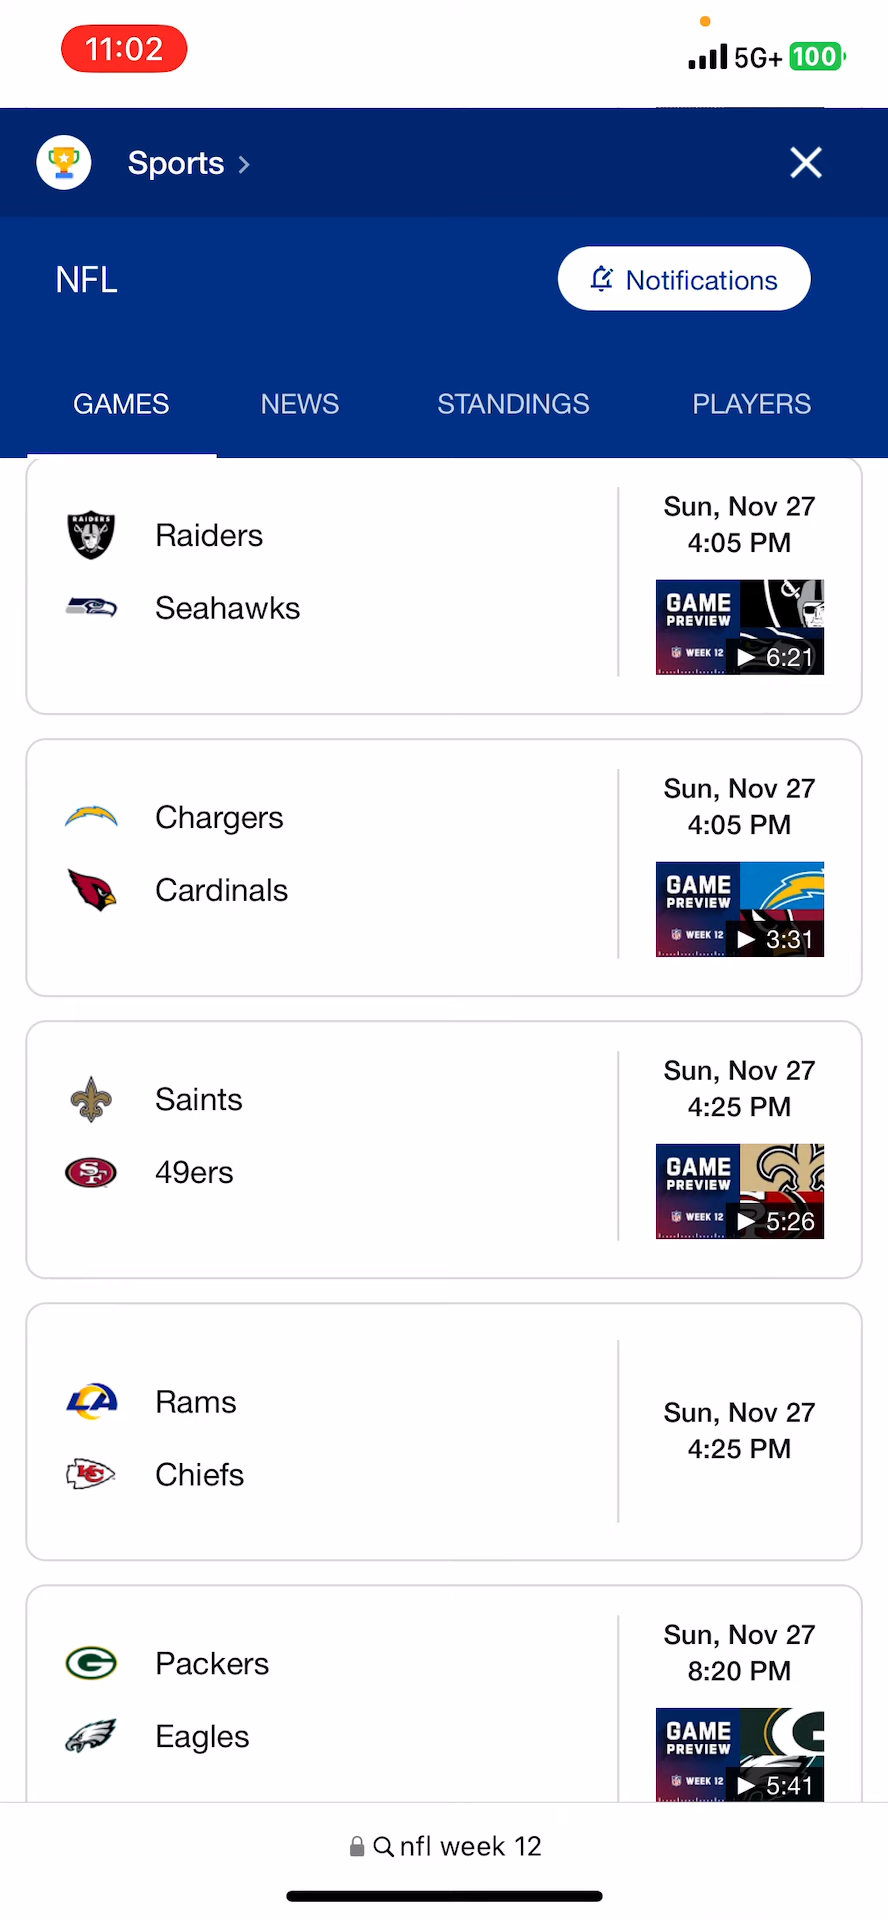 11:02
5G+ 100
Sports
NFL
Notifications
GAMES NEWS STANDINGS PLAYERS
RAIDERS
Raiders
Seahawks
Sun, Nov 27
4:05 PM
GAME
PREVIEW
WEEK 12
6:21
Chargers
Cardinals
Sun, Nov 27
4:05 PM
GAME
PREVIEW
WEEK 12
3:31
Saints
SF
49ers
Sun, Nov 27
4:25 PM
GAME
PREVIEW
WEEK 12
5:26
LA
Rams
KC
Chiefs
Sun, Nov 27
4:25 PM
G
Packers
Eagles
Sun, Nov 27
8:20 PM
GAME
PREVIEW
WEEK 12
5:41
nfl week 12